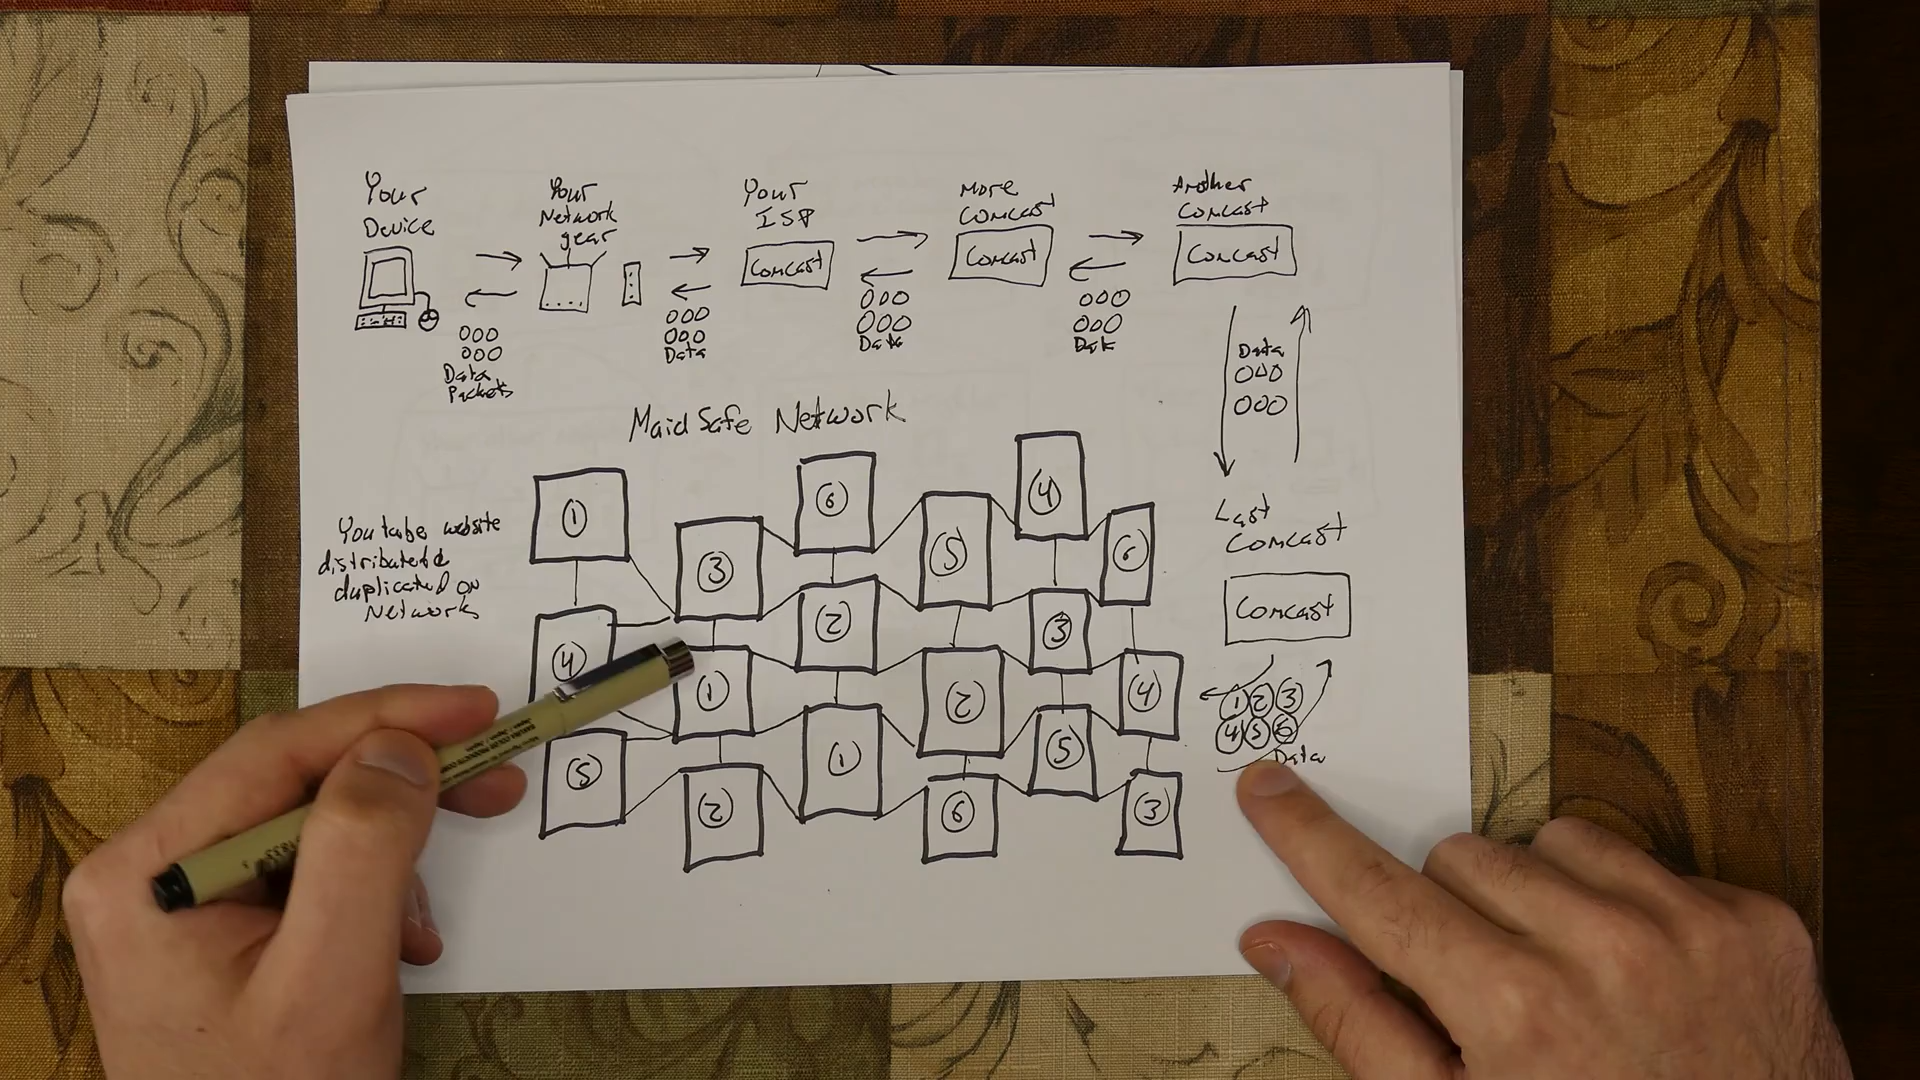 Your
Device
Your
Network
gear
Your
ISP
Comcast
More
Comcast
Comcast
Another
Comcast
Comcast
000
000
Data
Packets
000
000
Data
000
000
Data
000
000
Data
Data
000
000
MaidSafe Network
Youtube website
distributed &
duplicated on
Network
1
6
4
3
5
6
4
2
3
1
2
4
5
1
5
2
6
3
Last
Comcast
Comcast
1 2 3
4 5 6
Data